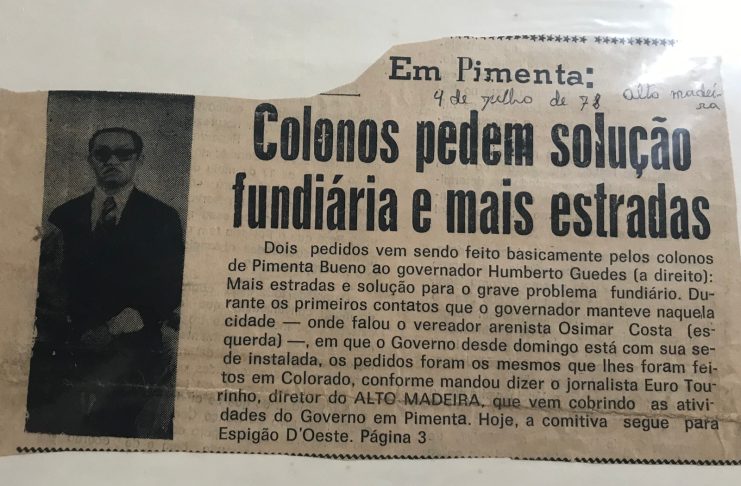 Em Pimenta:
4 de julho de 78 Alto madeira
Colonos pedem solução
fundiária e mais estradas
Dois pedidos vem sendo feito basicamente pelos colonos
de Pimenta Bueno ao governador Humberto Guedes (a direito):
Mais estradas e solução para o grave problema fundiário. Du-
rante os primeiros contatos que o governador manteve naquela
cidade — onde falou o vereador arenista Osimar Costa (es-
querda) —, em que o Governo desde domingo está com sua se-
de instalada, os pedidos foram os mesmos que lhes foram fei-
tos em Colorado, conforme mandou dizer o jornalista Euro Tou-
rinho, diretor do ALTO MADEIRA, que vem cobrindo as ativi-
dades do Governo em Pimenta. Hoje, a comitiva segue para
Espigão D'Oeste. Página 3